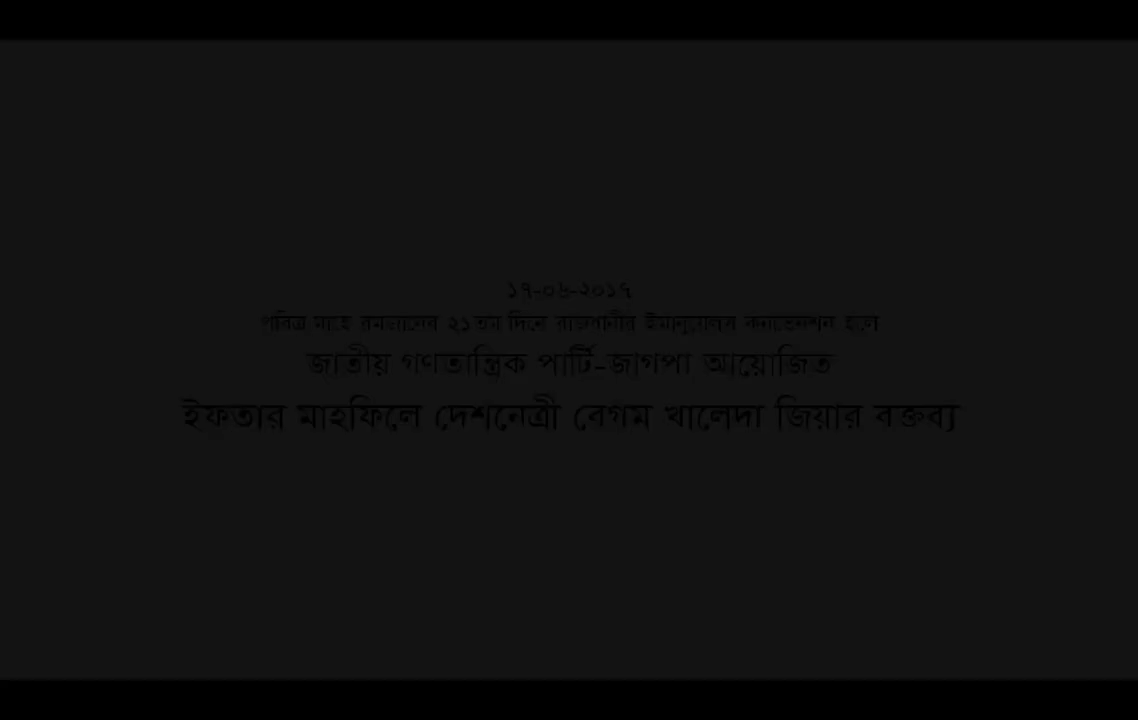 ১৭-০৬-২০১৭
পবিত্র মাহে রমজানের ২১তম দিনে রাজধানীর ইমানুয়েলস কনভেনশন হলে
জাতীয় গণতান্ত্রিক পার্টি-জাগপা আয়োজিত
ইফতার মাহফিলে দেশনেত্রী বেগম খালেদা জিয়ার বক্তব্য